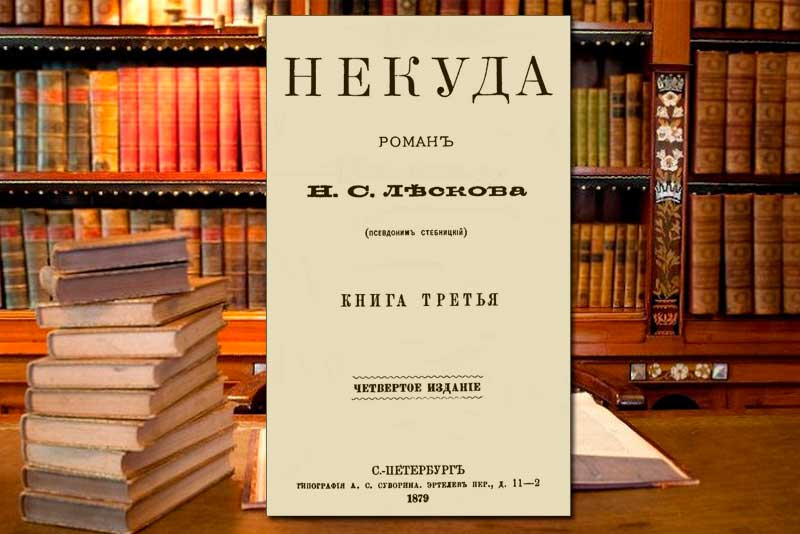 НЕКУДА
РОМАНЪ
Н. С. ЛѢСКОВА
(ПСЕВДОНИМЪ СТЕБНИЦКІЙ)
КНИГА ТРЕТЬЯ
ЧЕТВЕРТОЕ ИЗДАНІЕ
С.-ПЕТЕРБУРГЪ
ТИПОГРАФІЯ А. С. СУВОРИНА. ЭРТЕЛЕВЪ ПЕР., Д. 11—2
1879